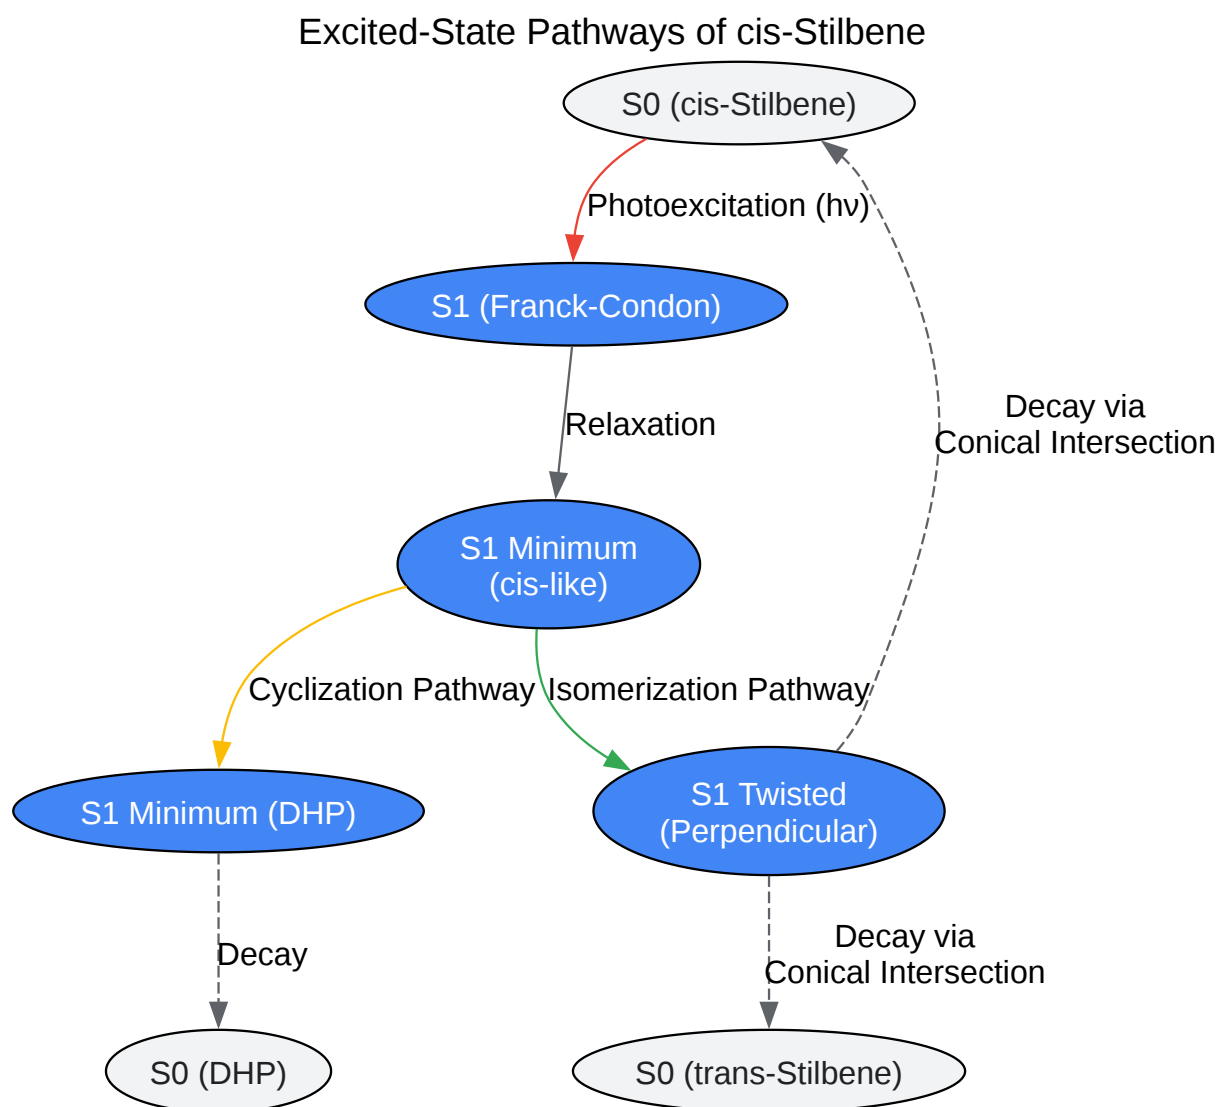 Excited-State Pathways of cis-Stilbene
S0 (cis-Stilbene)
Photoexcitation (hν)
S1 (Franck-Condon)
Decay via
Conical Intersection
Relaxation
S1 Minimum
(cis-like)
Cyclization Pathway
Isomerization Pathway
S1 Minimum (DHP)
S1 Twisted
(Perpendicular)
Decay
Decay via
Conical Intersection
S0 (DHP)
S0 (trans-Stilbene)